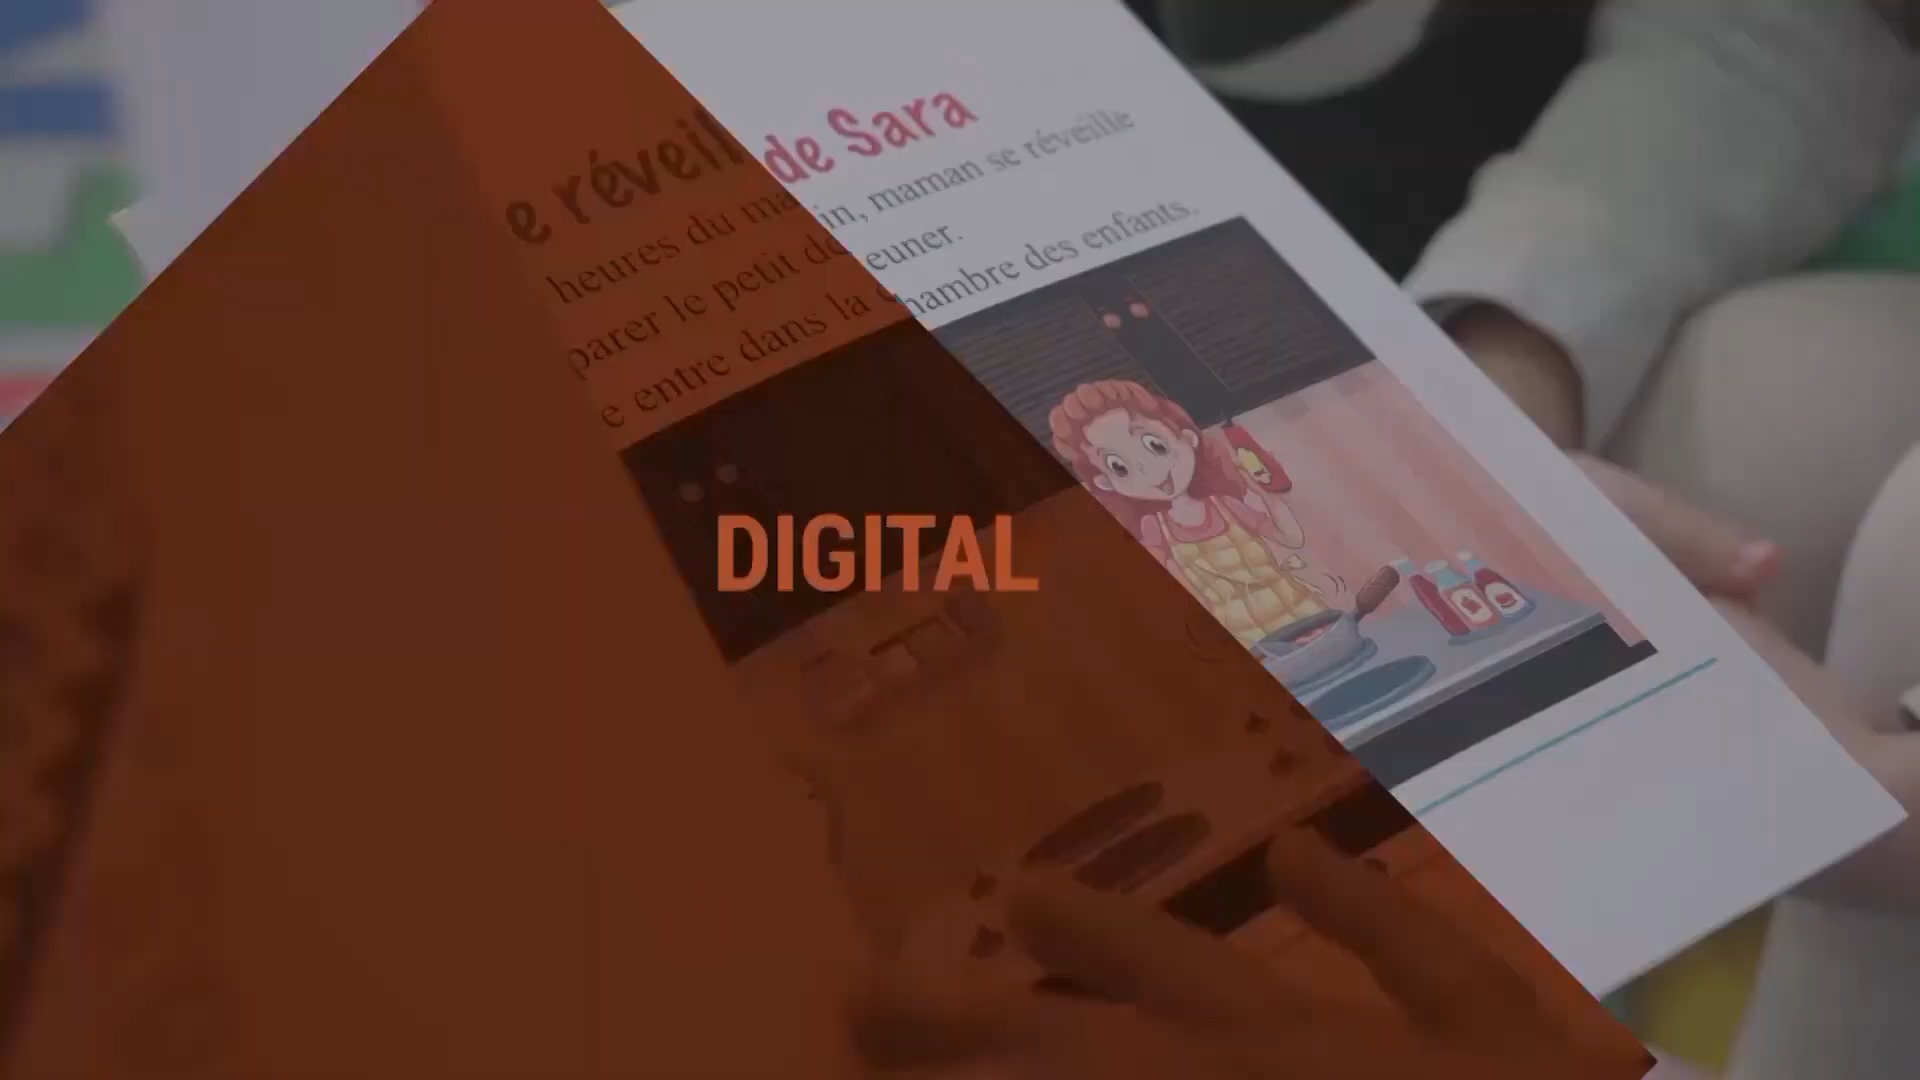 e réveil de Sara
heures du matin, maman se réveille
parer le petit déjeuner.
e entre dans la chambre des enfants.
DIGITAL